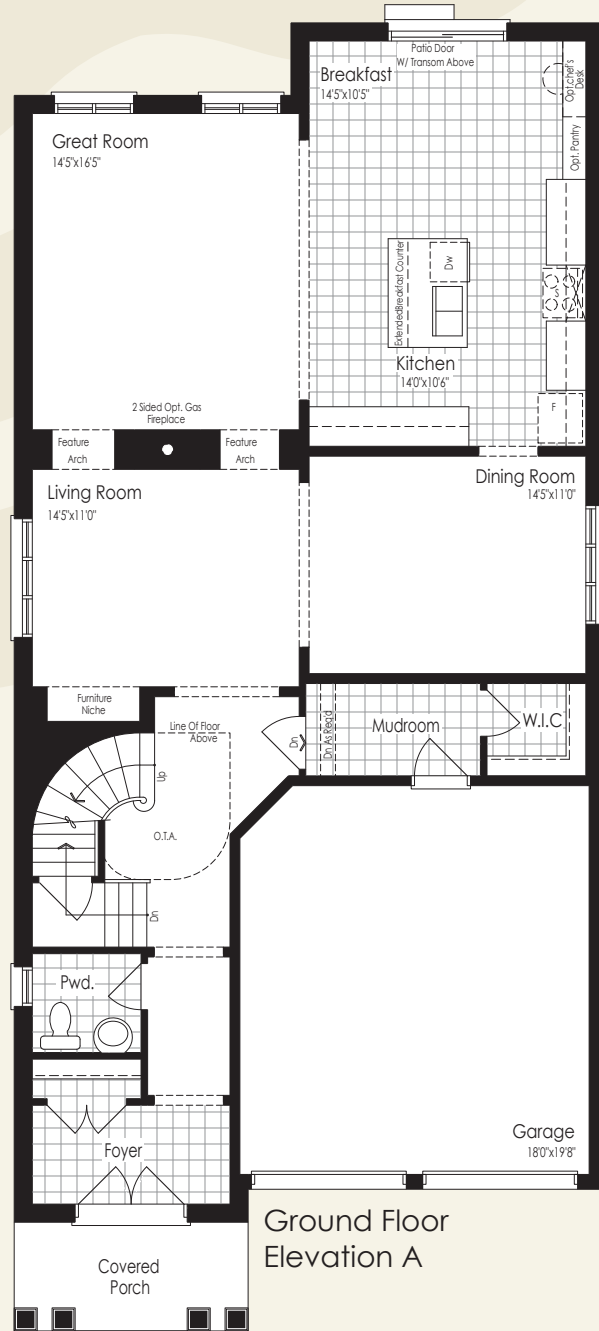 Patio Door
W/ Transom Above
Breakfast
14'5"x10'5"
Opt.chef's
Desk
Opt. Pantry
Great Room
14'5"x16'5"
ExtendedBreakfast Counter
Dw
S
Kitchen
14'0"x10'6"
F
2 Sided Opt. Gas
Fireplace
Feature
Arch
Feature
Arch
Living Room
14'5"x11'0"
Dining Room
14'5"x11'0"
Furniture
Niche
Line Of Floor
Above
Dn
Dn As Req'd
Mudroom
W.I.C
Up
O.T.A.
Dn
Pwd.
Foyer
Garage
18'0"x19'8"
Ground Floor
Elevation A
Covered
Porch